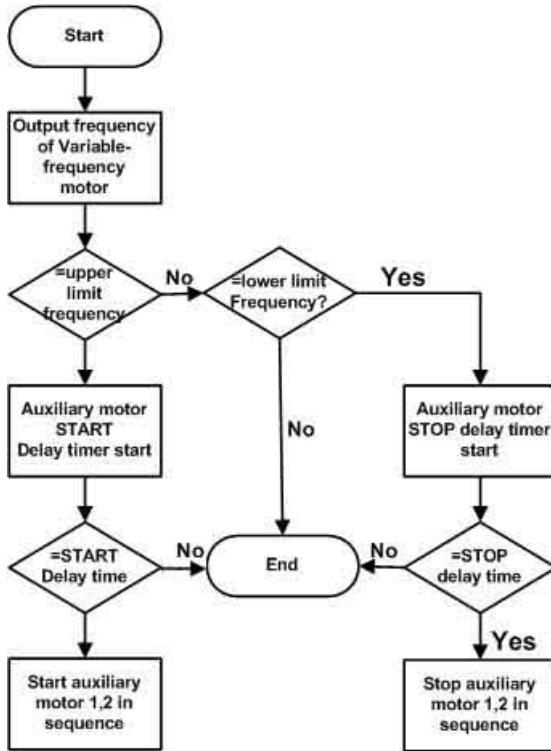 Start
Output frequency
of Variable-
frequency
motor
=upper
limit
frequency
No
=lower limit
Frequency?
Yes
Auxiliary motor
START
Delay timer start
No
Auxiliary motor
STOP delay timer
start
=START
Delay time
No
End
No
=STOP
delay time
Yes
Start auxiliary
motor 1,2 in
sequence
Stop auxiliary
motor 1,2 in
sequence